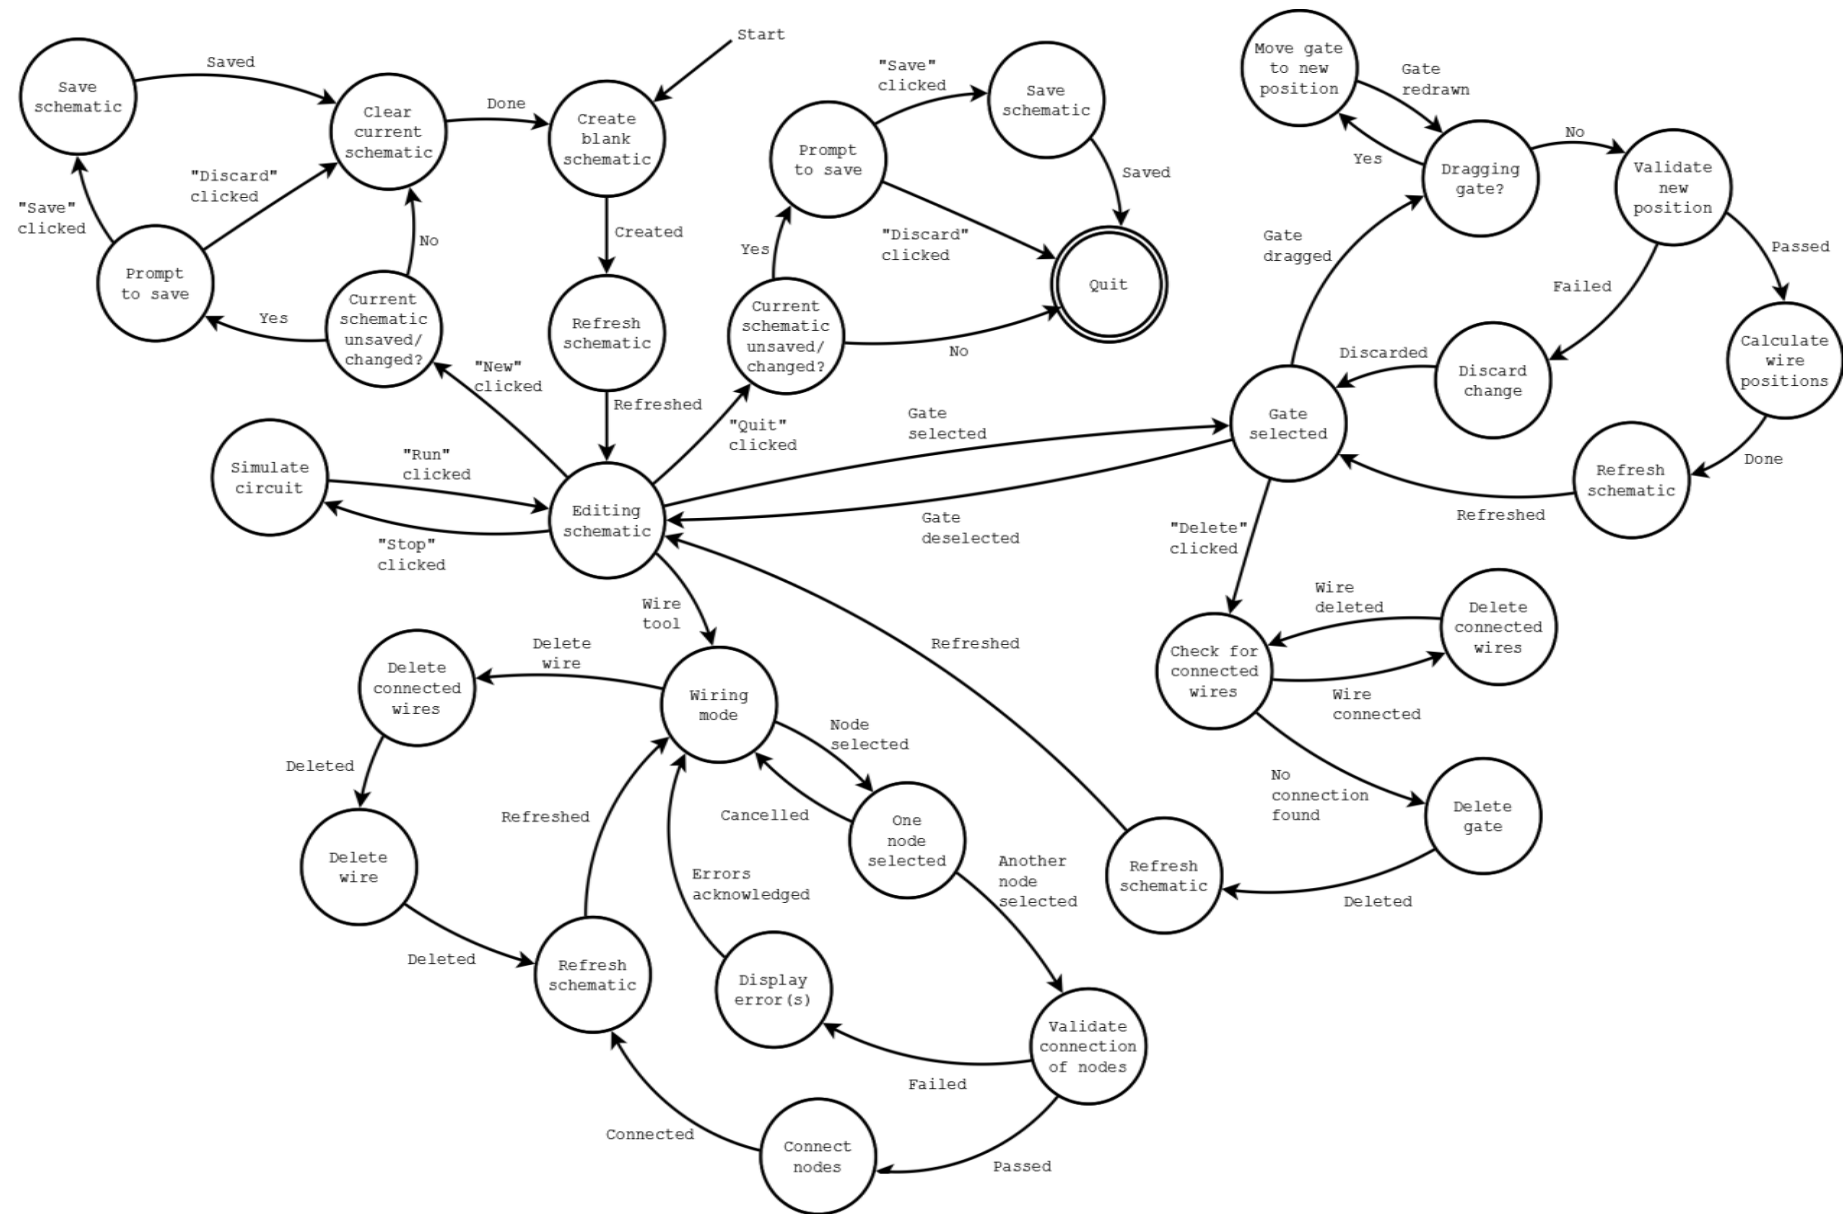 Start
Save
schematic
Saved
Clear
current
schematic
Done
Create
blank
schematic
"Save"
clicked
"Discard"
clicked
Prompt
to save
No
Yes
Current
schematic
unsaved/
changed?
Created
Refresh
schematic
Refreshed
"New"
clicked
Prompt
to save
"Save"
clicked
Save
schematic
Saved
"Discard"
clicked
Quit
Yes
Current
schematic
unsaved/
changed?
No
"Quit"
clicked
Simulate
circuit
"Run"
clicked
"Stop"
clicked
Editing
schematic
Gate
selected
Gate
deselected
Move gate
to new
position
Gate
redrawn
Yes
Dragging
gate?
No
Validate
new
position
Gate
dragged
Failed
Passed
Discarded
Discard
change
Calculate
wire
positions
Gate
selected
Done
Refresh
schematic
Refreshed
"Delete"
clicked
Check for
connected
wires
Wire
deleted
Delete
connected
wires
Wire
connected
No
connection
found
Delete
gate
Deleted
Refresh
schematic
Refreshed
Wire
tool
Wiring
mode
Delete
wire
Delete
connected
wires
Deleted
Delete
wire
Deleted
Refresh
schematic
Refreshed
Node
selected
Cancelled
One
node
selected
Errors
acknowledged
Another
node
selected
Display
error(s)
Validate
connection
of nodes
Failed
Passed
Connect
nodes
Connected